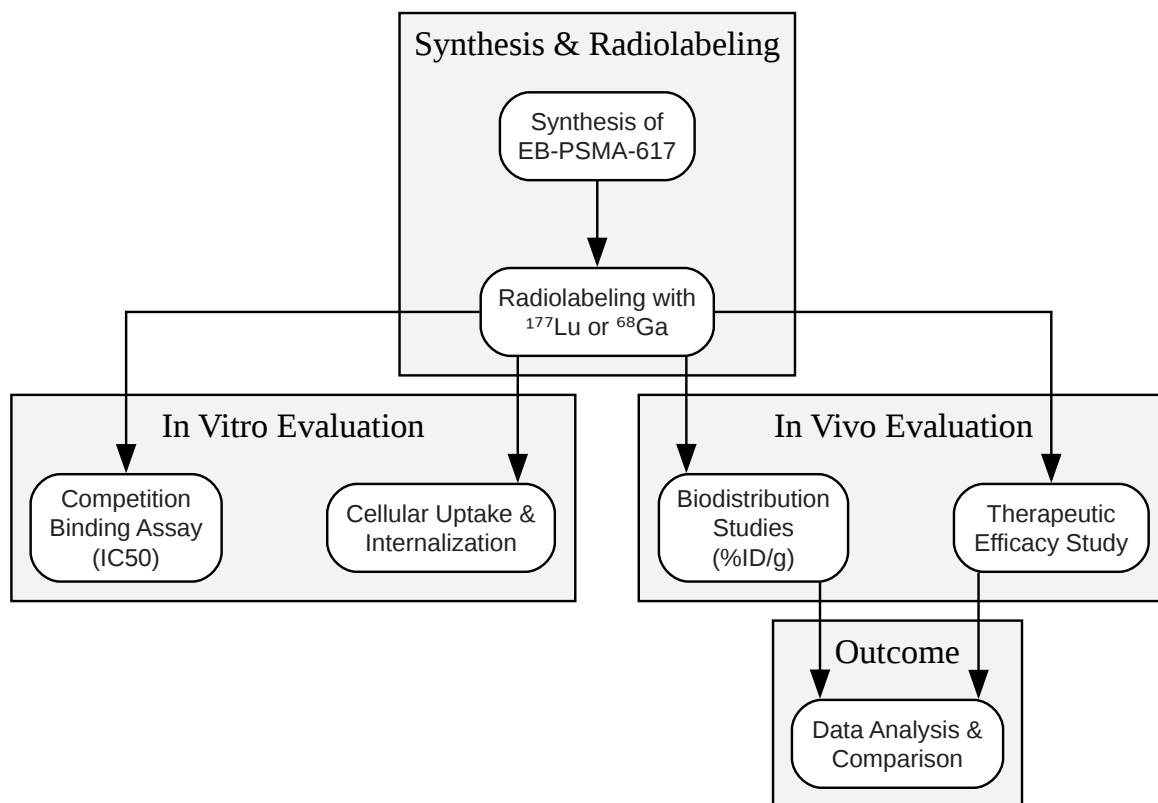 Synthesis & Radiolabeling
Synthesis of
EB-PSMA-617
Radiolabeling with
¹⁷⁷Lu or ⁶⁸Ga
In Vitro Evaluation
Competition
Binding Assay
(IC50)
Cellular Uptake &
Internalization
In Vivo Evaluation
Biodistribution
Studies
(%ID/g)
Therapeutic
Efficacy Study
Outcome
Data Analysis &
Comparison